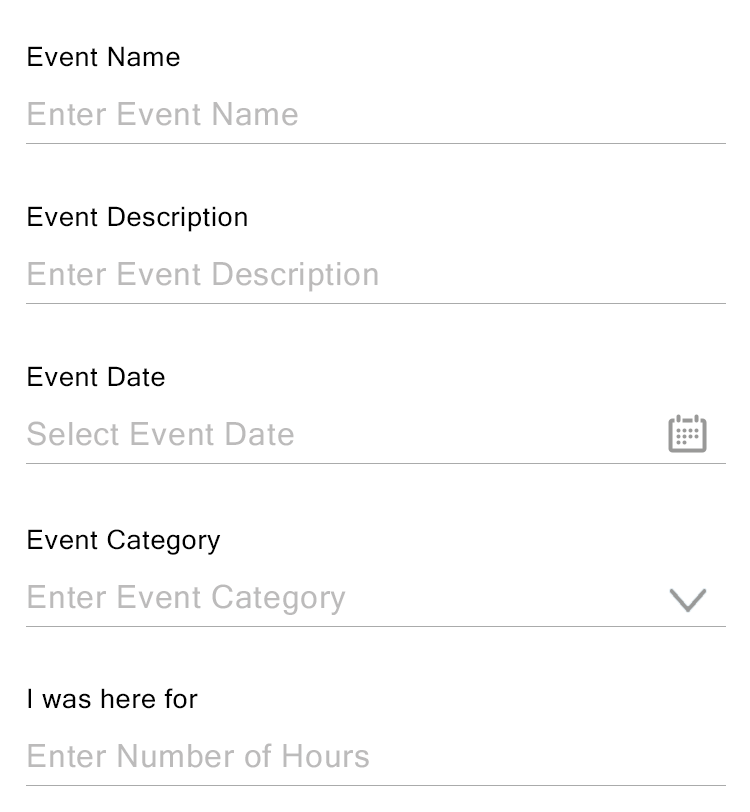 Event Name
Enter Event Name
Event Description
Enter Event Description
Event Date
Select Event Date
Event Category
Enter Event Category
I was here for
Enter Number of Hours